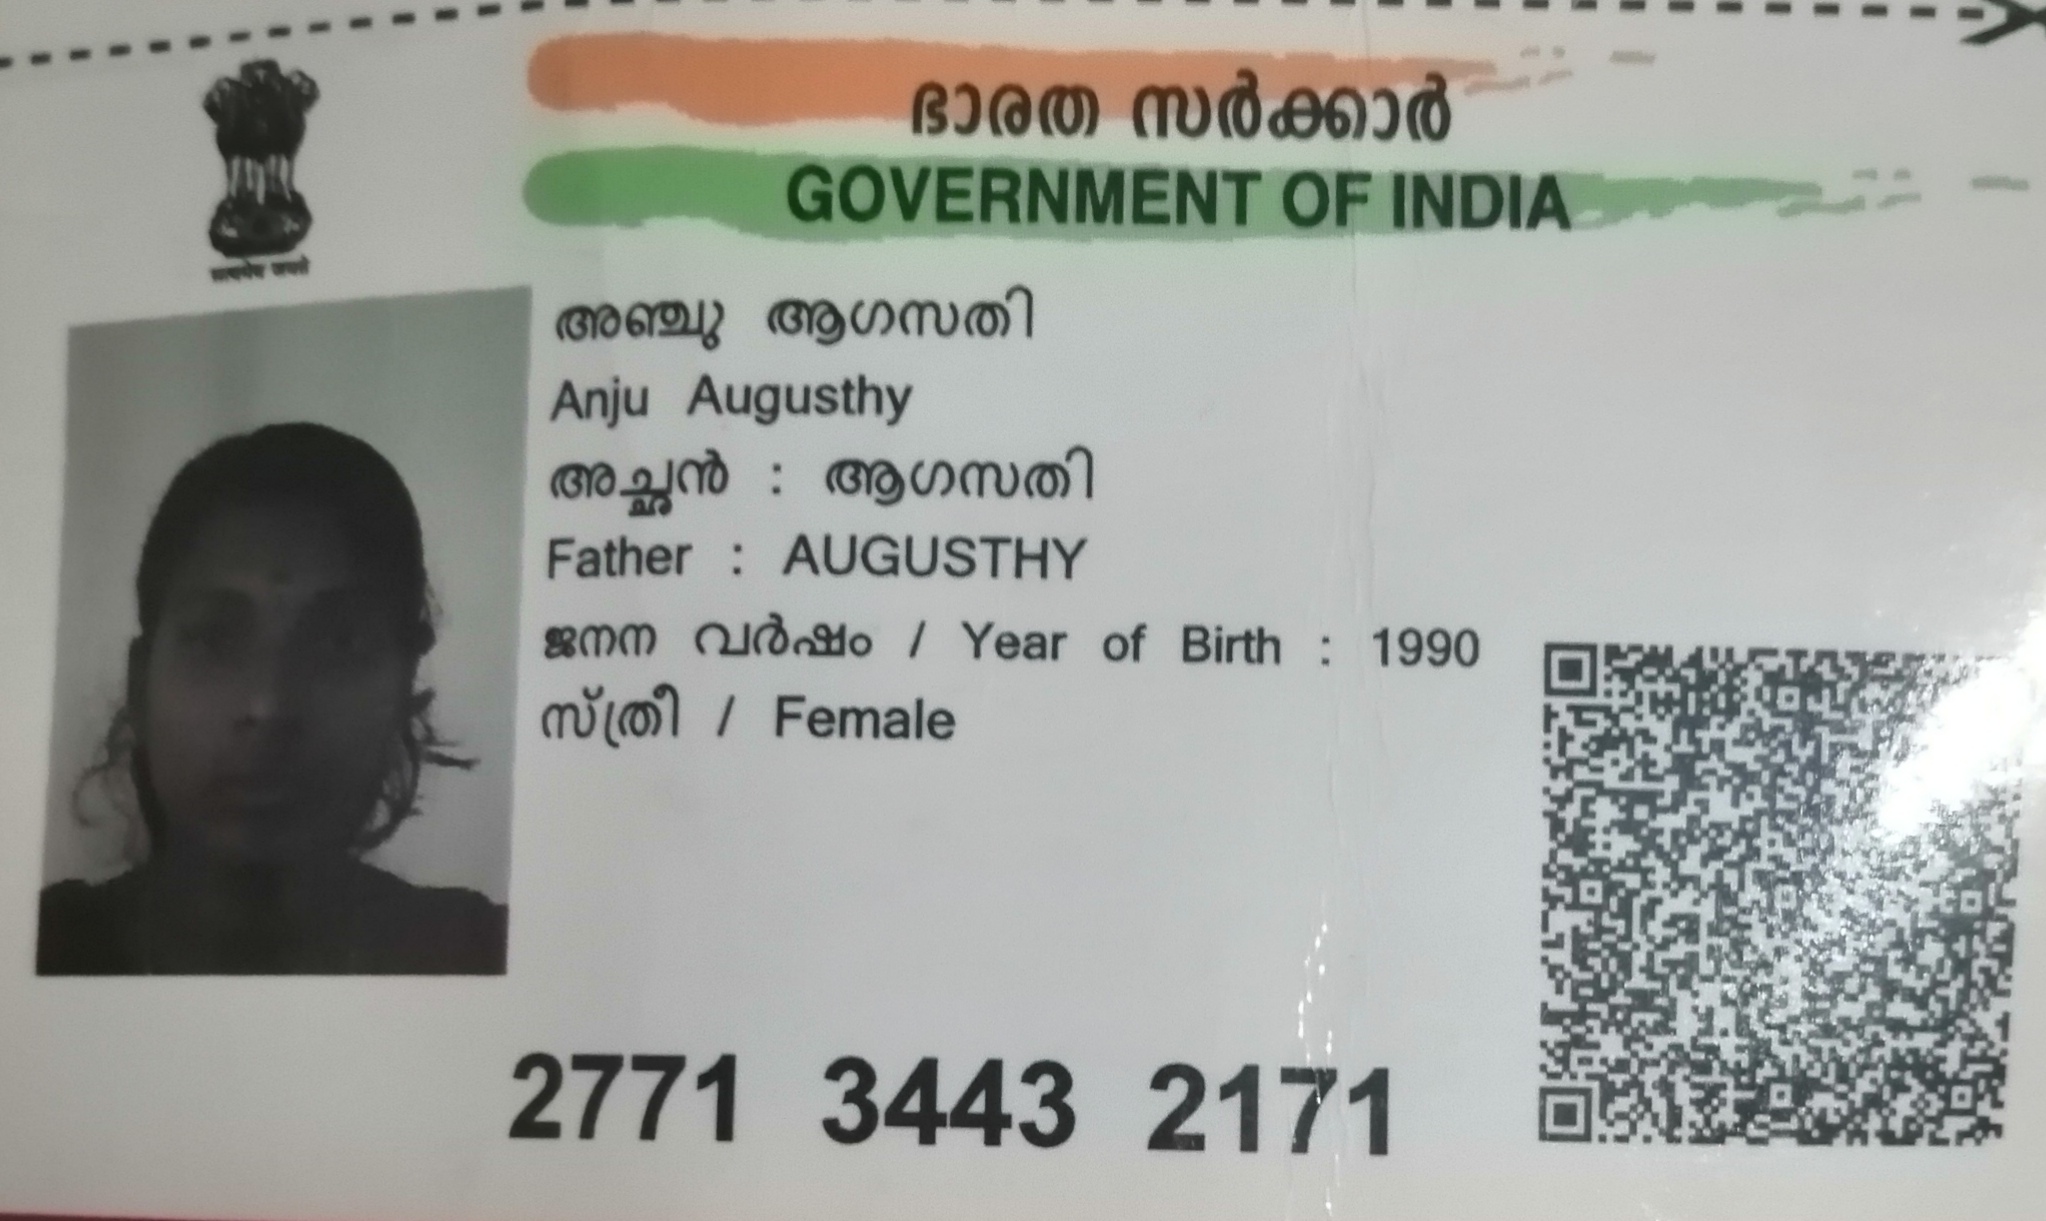 ഭാരത സർക്കാർ
GOVERNMENT OF INDIA
सत्यमेव जयते
അഞ്ചു ആഗസതി
Anju Augusthy
അച്ഛൻ : ആഗസതി
Father : AUGUSTHY
ജനന വർഷം / Year of Birth : 1990
സ്ത്രീ / Female
2771 3443 2171